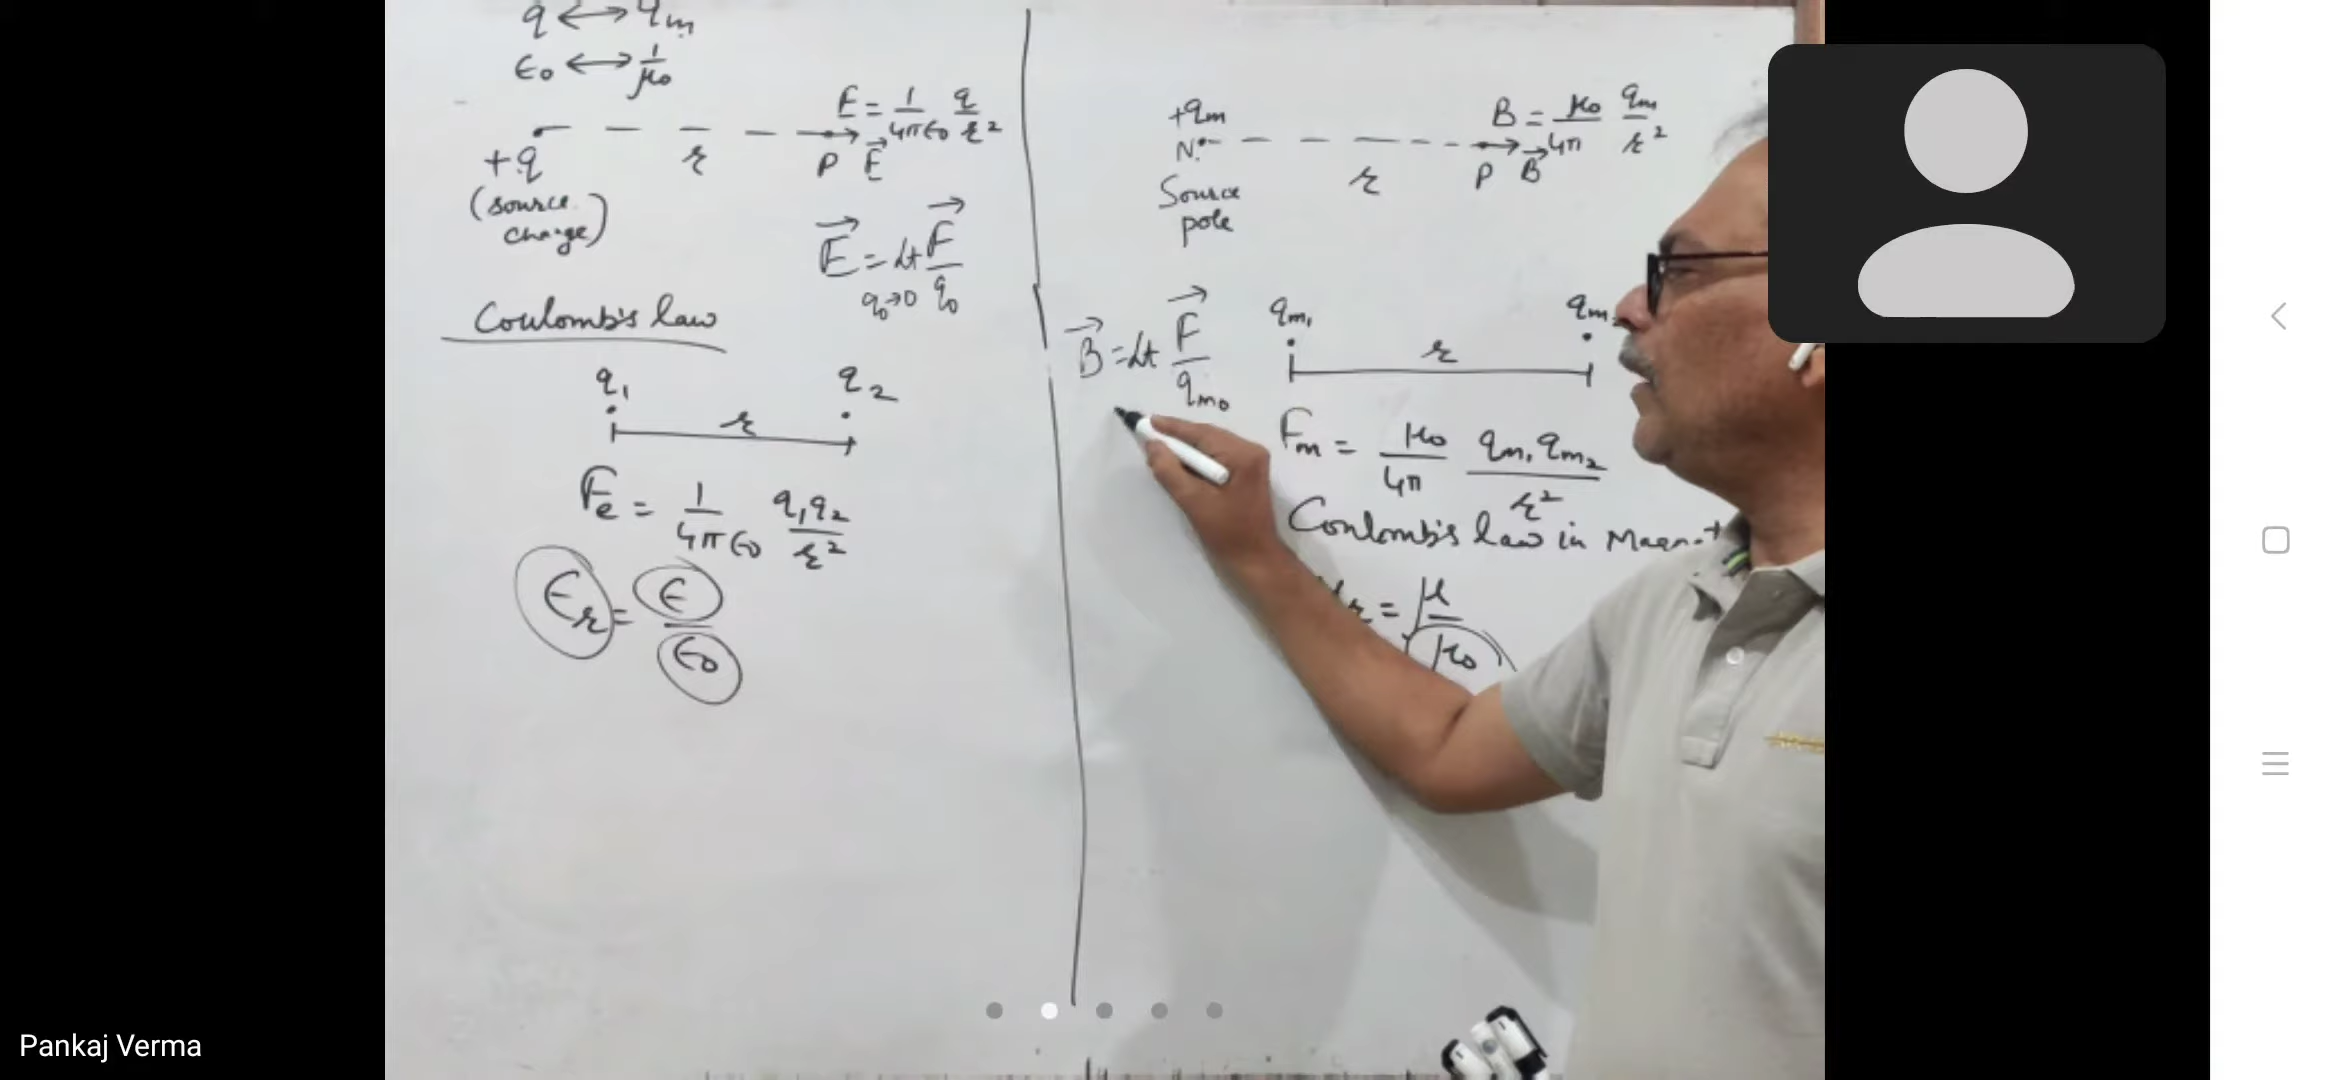 q ↔ qm
ϵ0 ↔ 1/μ0
E = 1/4πϵ0 q/r²
+q r P E⃗
(source charge)
E⃗ = Lt q0→0 F⃗/q0
Coulomb's law
q1 q2
r
Fe = 1/4πϵ0 q1q2/r²
ϵr = ϵ/ϵ0
+qm
N
B = μ0/4π qm/r²
r P B⃗
Source
pole
B⃗ = Lt F⃗/qm0
qm1 qm2
r
Fm = μ0/4π qm1 qm2/r²
Coulomb's law in
= μ/μ0
Pankaj Verma